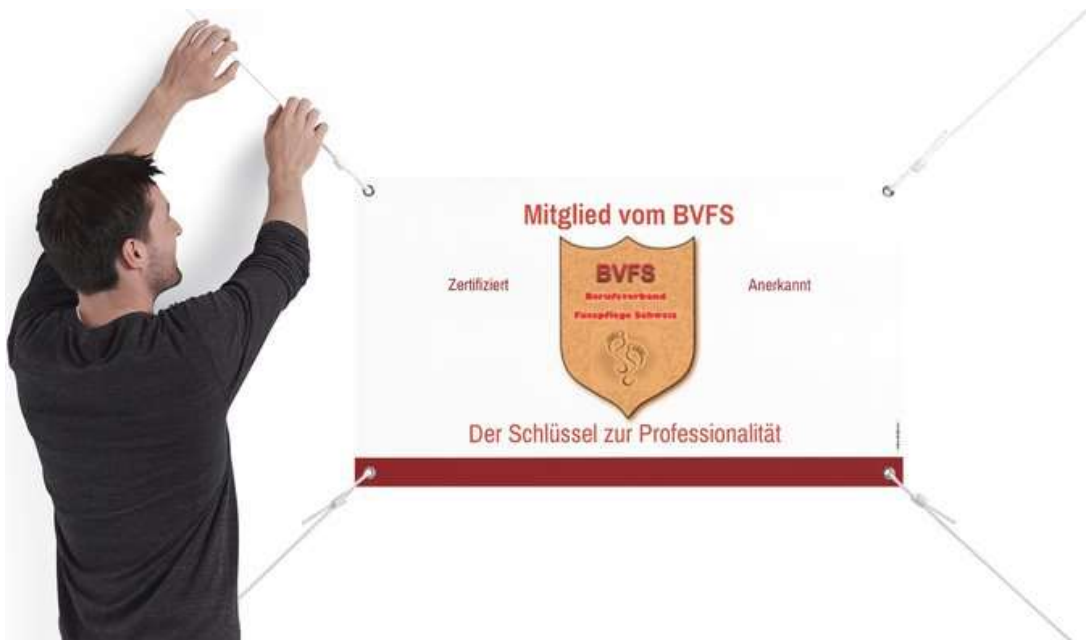 Mitglied vom BVFS
Zertifiziert
BVFS
Anerkannt
Berufsverband
Fusspflege Schweiz
Der Schlüssel zur Professionalität